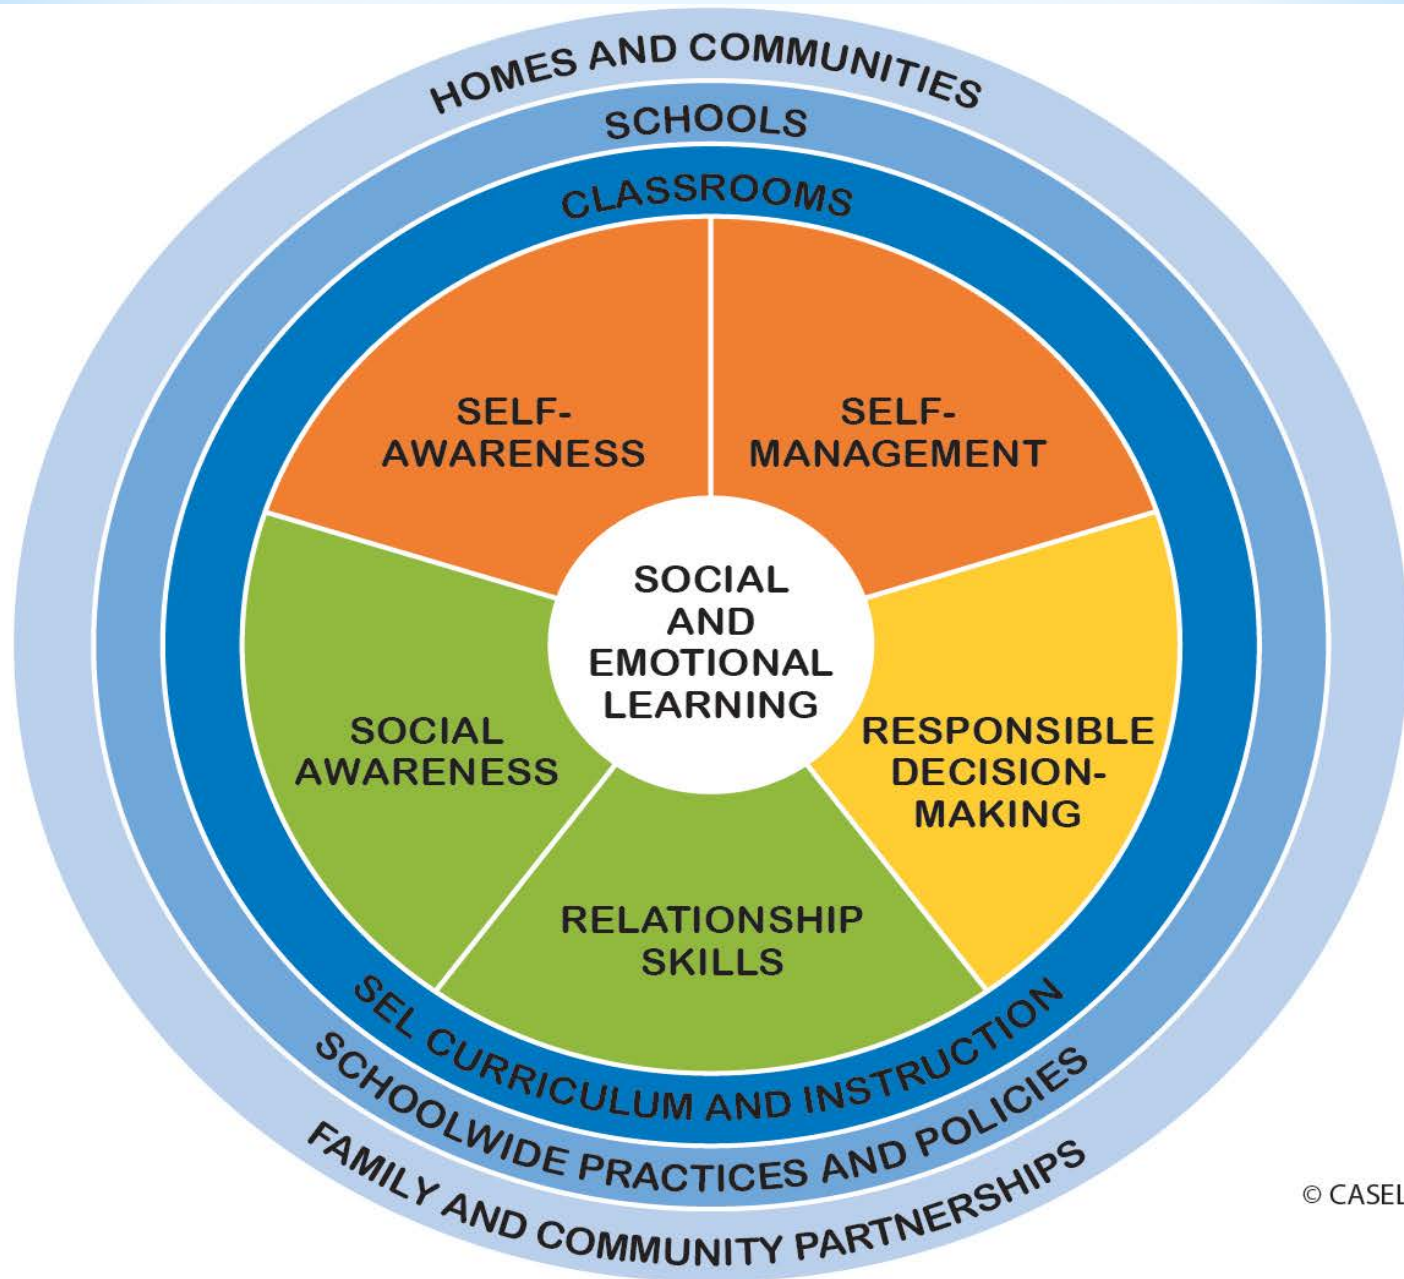 HOMES AND COMMUNITIES
SCHOOLS
CLASSROOMS
SELF-
AWARENESS
SELF-
MANAGEMENT
SOCIAL
AND
EMOTIONAL
LEARNING
SOCIAL
AWARENESS
RESPONSIBLE
DECISION-
MAKING
RELATIONSHIP
SKILLS
SEL CURRICULUM AND INSTRUCTION
SCHOOLWIDE PRACTICES AND POLICIES
FAMILY AND COMMUNITY PARTNERSHIPS
© CASEL